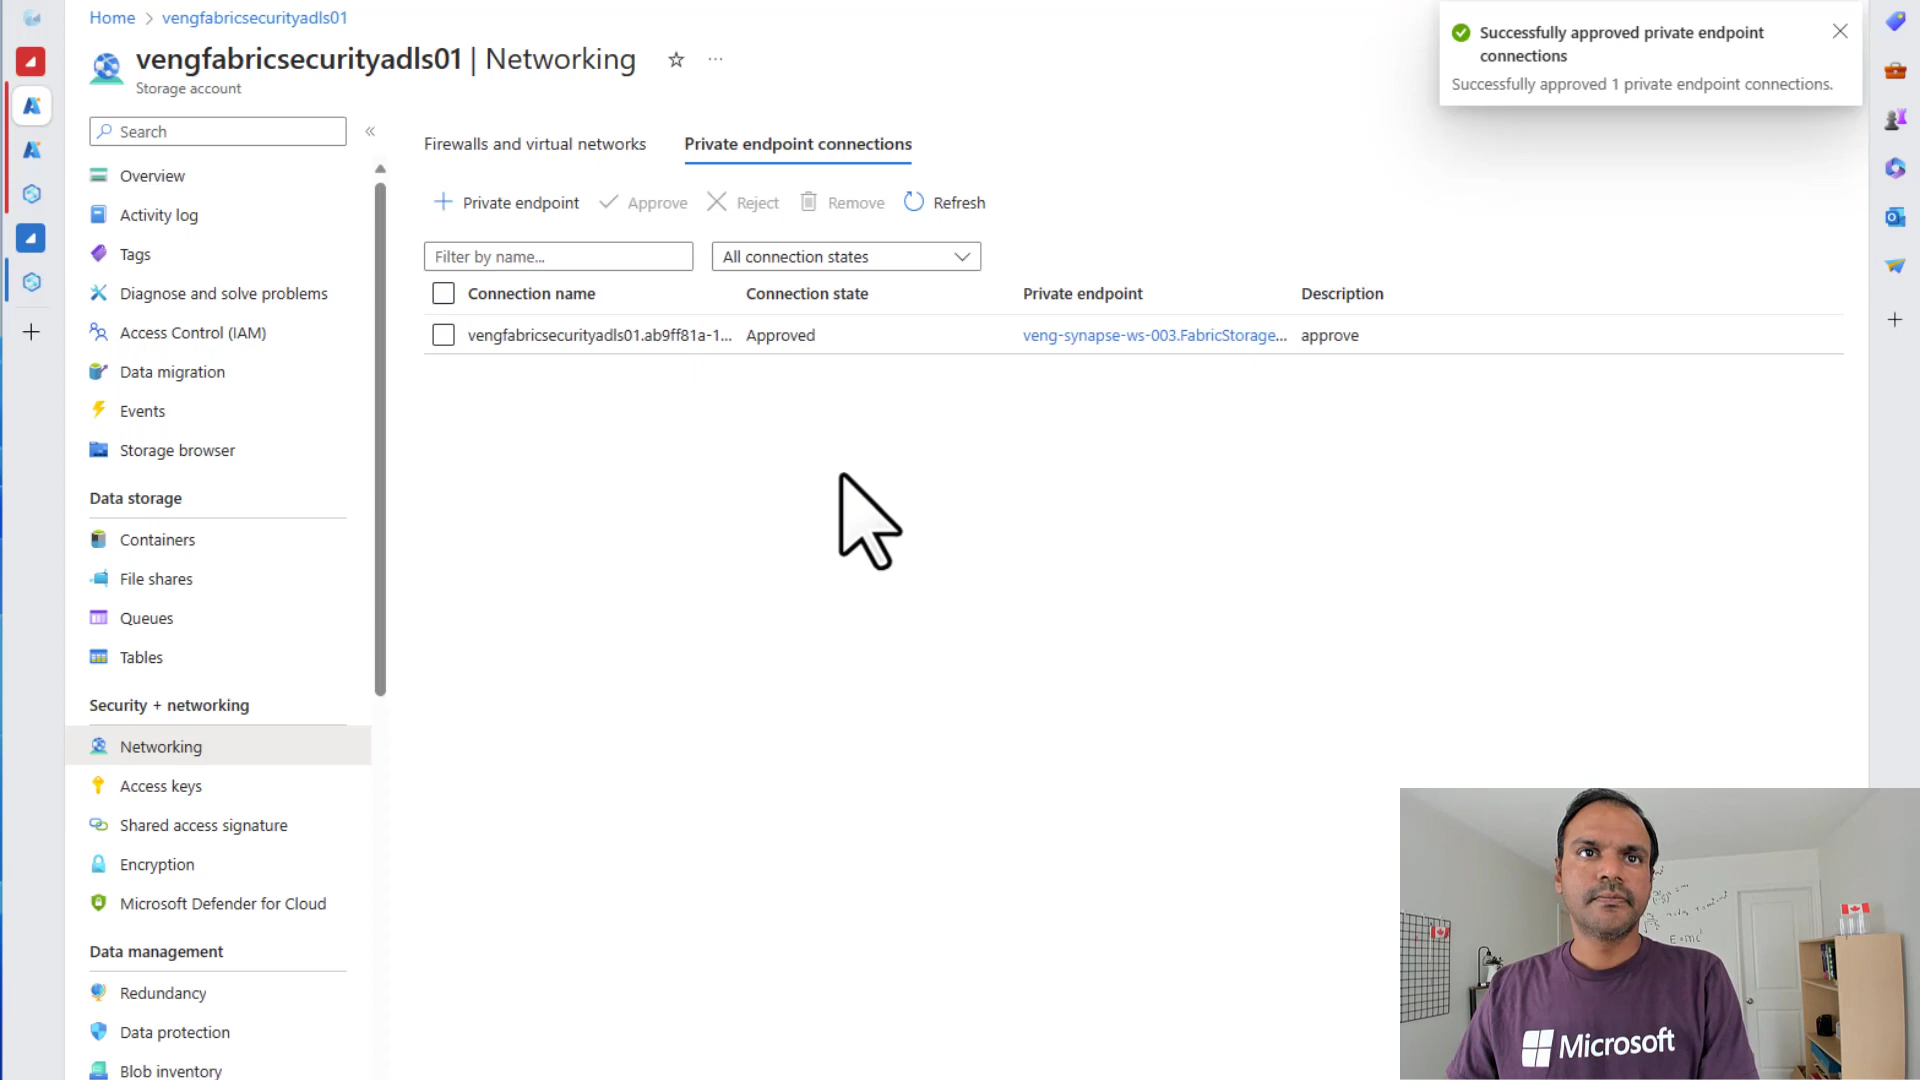 Home > vengfabricsecurityadls01
vengfabricsecurityadls01 | Networking
Storage account
Successfully approved private endpoint
connections
Successfully approved 1 private endpoint connections.
Search
Overview
Activity log
Tags
Diagnose and solve problems
Access Control (IAM)
Data migration
Events
Storage browser
Data storage
Containers
File shares
Queues
Tables
Security + networking
Networking
Access keys
Shared access signature
Encryption
Microsoft Defender for Cloud
Data management
Redundancy
Data protection
Blob inventory
Firewalls and virtual networks
Private endpoint connections
Private endpoint
Approve
Reject
Remove
Refresh
Filter by name...
All connection states
Connection name Connection state Private endpoint Description
vengfabricsecurityadls01.ab9ff81a-1... Approved veng-synapse-ws-003.FabricStorage... approve
E=mc²
Microsoft